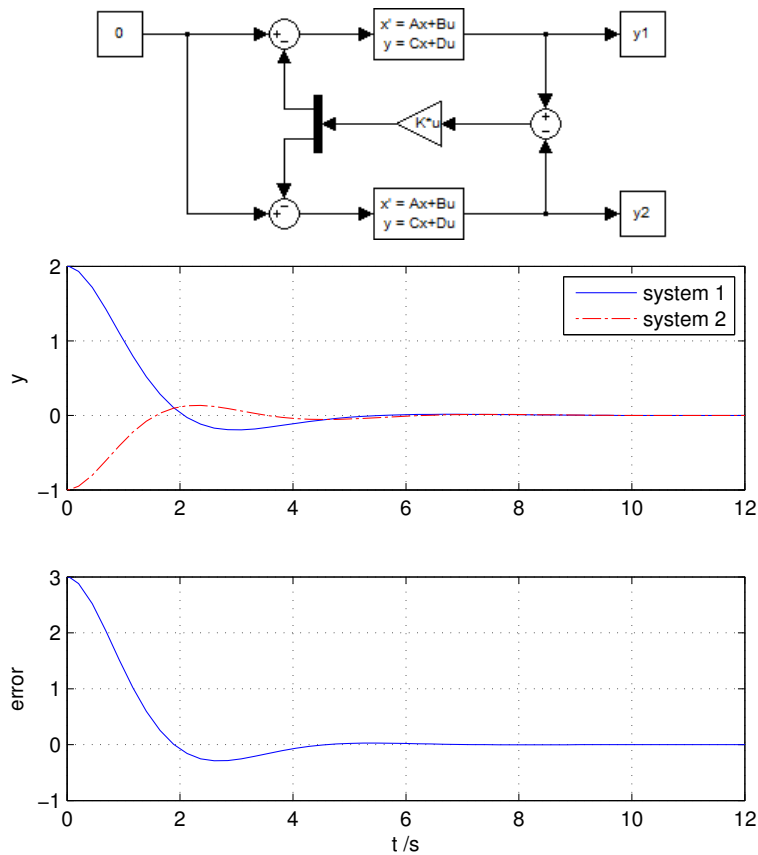 0
+
−
x' = Ax+Bu
y = Cx+Du
y1
K*u
+
−
−
+
x' = Ax+Bu
y = Cx+Du
y2
2
1
0
−1
y
system 1
system 2
0
2
4
6
8
10
12
3
2
1
0
−1
error
0
2
4
6
8
10
12
t /s